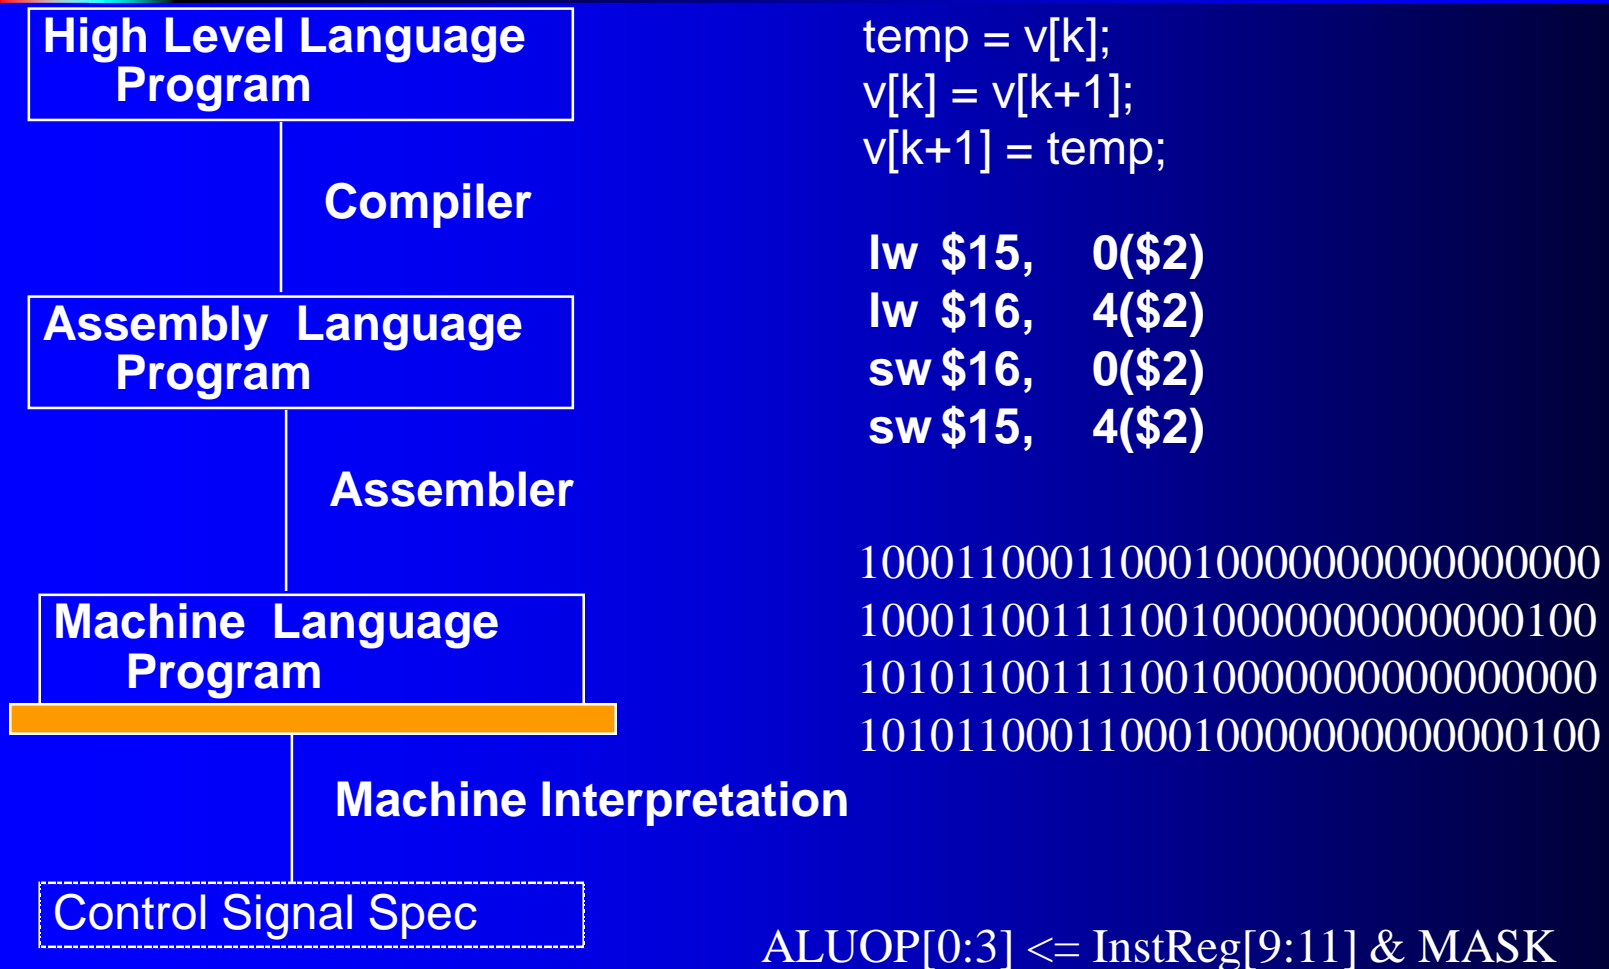 High Level Language
Program
temp = v[k];
v[k] = v[k+1];
v[k+1] = temp;
Compiler
Assembly Language
Program
lw $15, 0($2)
lw $16, 4($2)
sw $16, 0($2)
sw $15, 4($2)
Assembler
Machine Language
Program
10001100011000100000000000000000
10001100111100100000000000000100
10101100111100100000000000000000
10101100011000100000000000000100
Machine Interpretation
Control Signal Spec
ALUOP[0:3] <= InstReg[9:11] & MASK